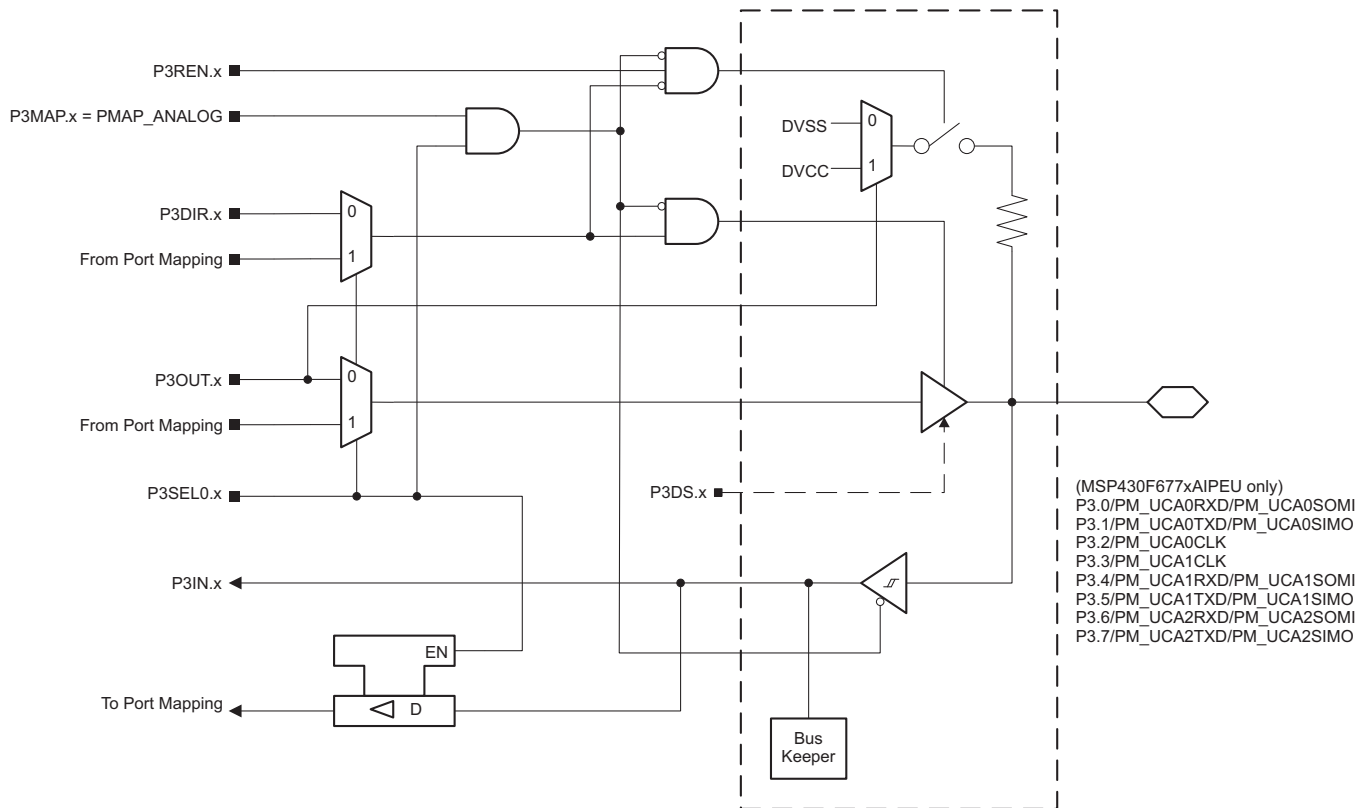 P3REN.x
P3MAP.x = PMAP_ANALOG
DVSS
0
DVCC
1
P3DIR.x
0
From Port Mapping
1
P3OUT.x
0
From Port Mapping
1
P3SEL0.x
P3DS.x
(MSP430F677xAIPEU only)
P3.0/PM_UCA0RXD/PM_UCA0SOMI
P3.1/PM_UCA0TXD/PM_UCA0SIMO
P3.2/PM_UCA0CLK
P3.3/PM_UCA1CLK
P3.4/PM_UCA1RXD/PM_UCA1SOMI
P3.5/PM_UCA1TXD/PM_UCA1SIMO
P3.6/PM_UCA2RXD/PM_UCA2SOMI
P3.7/PM_UCA2TXD/PM_UCA2SIMO
P3IN.x
EN
To Port Mapping
D
Bus
Keeper